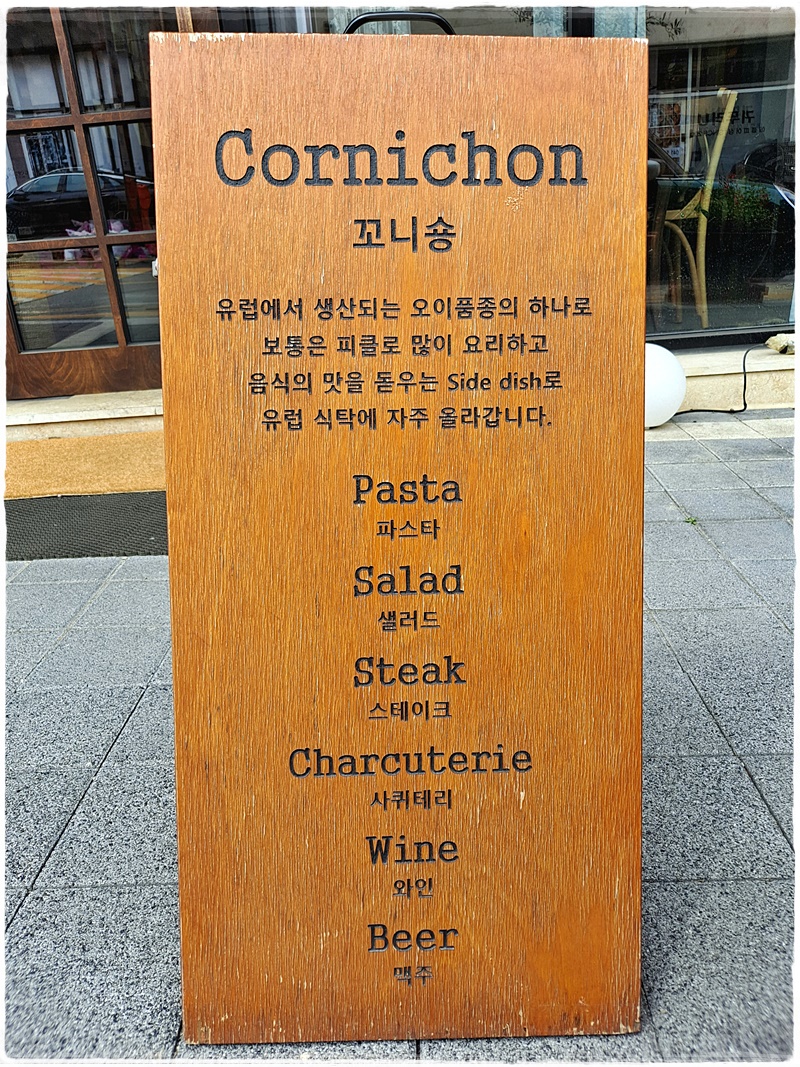 Cornichon
꼬니숑
유럽에서 생산되는 오이품종의 하나로
보통은 피클로 많이 요리하고
음식의 맛을 돋우는 Side dish로
유럽 식탁에 자주 올라갑니다.
Pasta
파스타
Salad
샐러드
Steak
스테이크
Charcuterie
샤퀴테리
Wine
와인
Beer
맥주